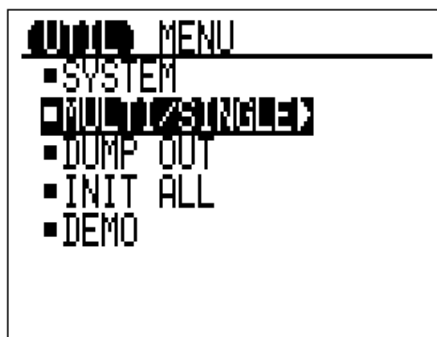 UTIL MENU
SYSTEM
MULTI/SINGLE
DUMP OUT
INIT ALL
DEMO